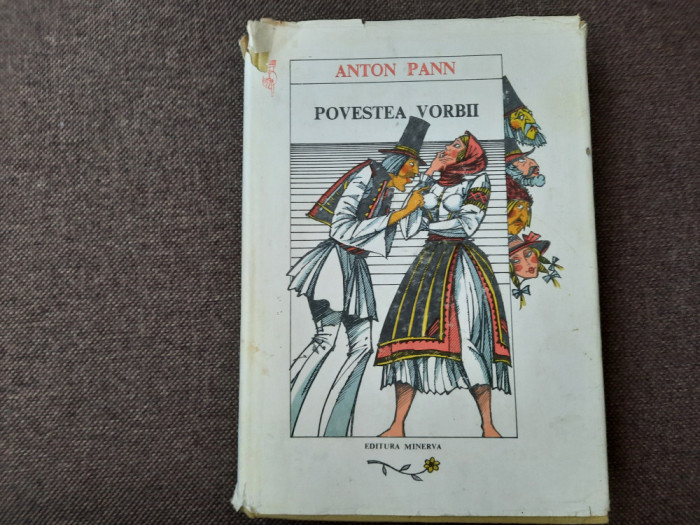 ANTON PANN
POVESTEA VORBII
EDITURA MINERVA